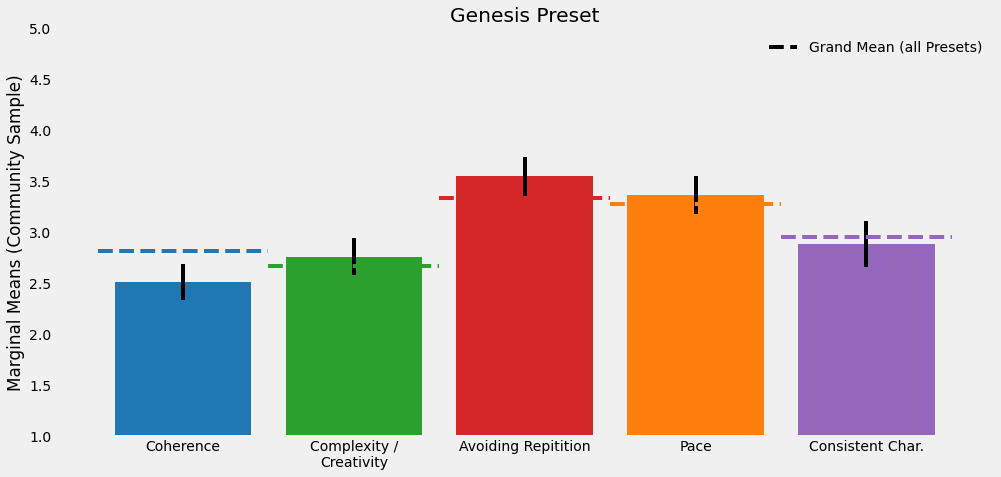 Genesis Preset
Grand Mean (all Presets)
Marginal Means (Community Sample)
5.0
4.5
4.0
3.5
3.0
2.5
2.0
1.5
1.0
Coherence
Complexity /
Creativity
Avoiding Repitition
Pace
Consistent Char.